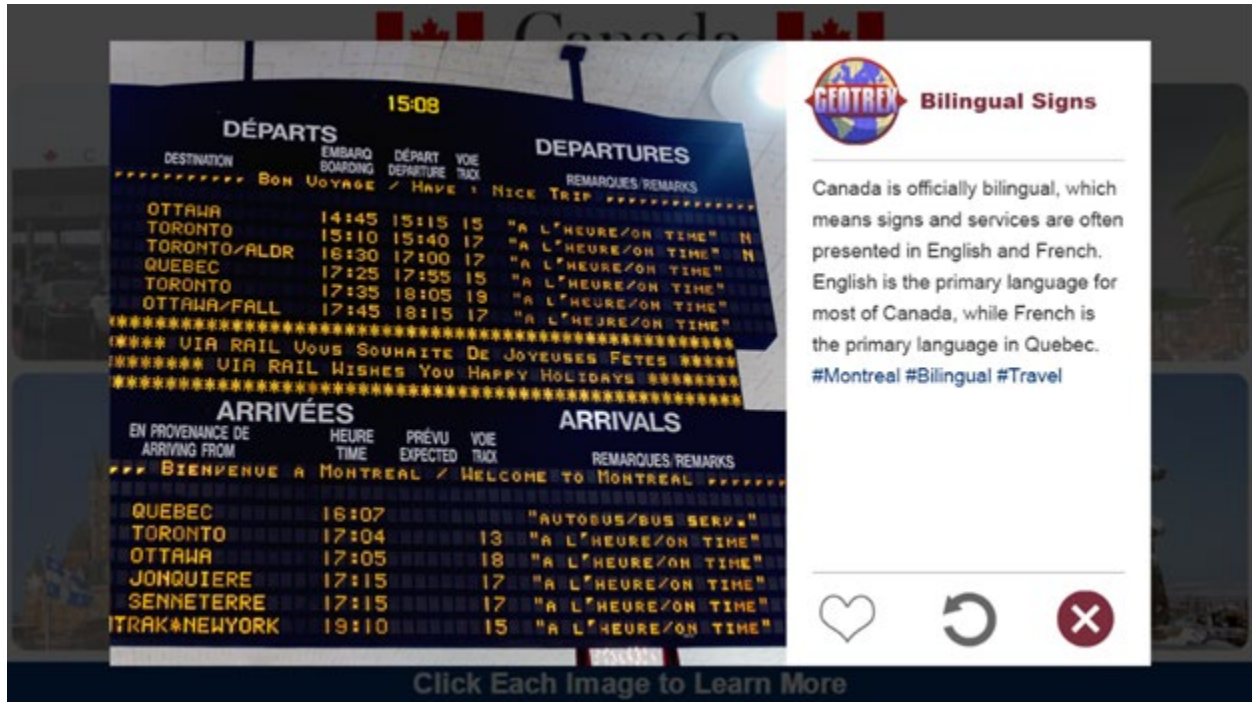 Canada
15:08
DÉPARTS DEPARTURES
DESTINATION EMBARQ BOARDING DÉPART DEPARTURE VOIE TRACK REMARQUES/REMARKS
BON VOYAGE / HAVE : NICE TRIP
OTTAWA 14:45 15:15 15 "A L'HEURE/ON TIME" N
TORONTO 15:10 15:40 17 "A L'HEURE/ON TIME" N
TORONTO/ALDR 16:30 17:00 17 "A L'HEURE/ON TIME"
QUEBEC 17:25 17:55 15 "A L'HEURE/ON TIME"
TORONTO 17:35 18:05 19 "A L'HEURE/ON TIME"
OTTAWA/FALL 17:45 18:15 17 "A L'HEURE/ON TIME"
***** VIA RAIL VOUS SOUHAITE DE JOYEUSES FETES *****
******* VIA RAIL WISHES YOU HAPPY HOLIDAYS *******
ARRIVÉES ARRIVALS
EN PROVENANCE DE ARRIVING FROM HEURE TIME PRÉVU EXPECTED VOIE TRACK REMARQUES/REMARKS
BIENVENUE A MONTREAL / WELCOME TO MONTREAL
QUEBEC 16:07 "AUTOBUS/BUS SERV."
TORONTO 17:04 13 "A L'HEURE/ON TIME"
OTTAWA 17:05 18 "A L'HEURE/ON TIME"
JONQUIERE 17:15 17 "A L'HEURE/ON TIME"
SENNETERRE 17:15 17 "A L'HEURE/ON TIME"
TRAK*NEWYORK 19:10 15 "A L'HEURE/ON TIME"
GEOTREX
Bilingual Signs
Canada is officially bilingual, which
means signs and services are often
presented in English and French.
English is the primary language for
most of Canada, while French is
the primary language in Quebec.
#Montreal #Bilingual #Travel
Click Each Image to Learn More